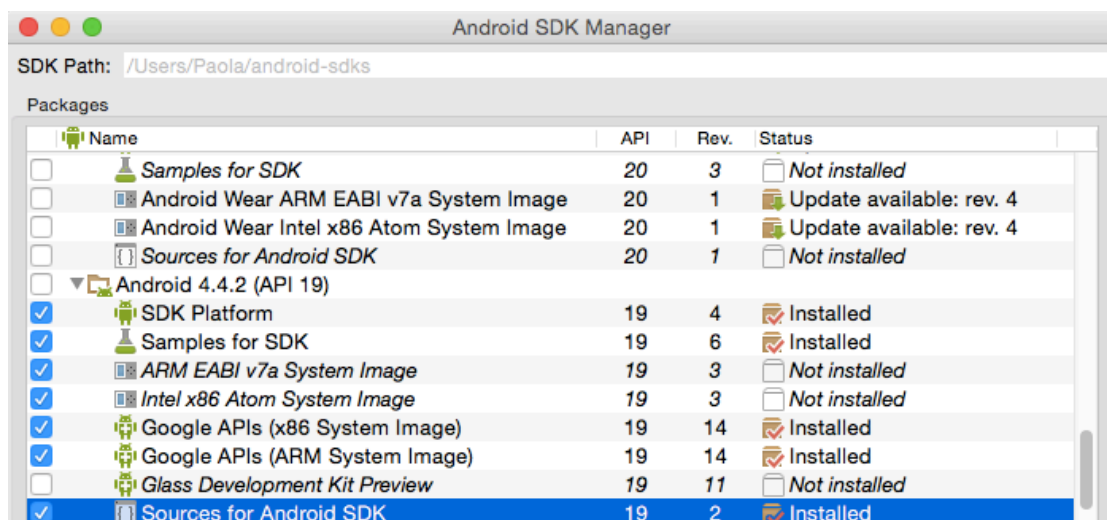 Android SDK Manager
SDK Path: /Users/Paola/android-sdks
Packages
Name API Rev. Status
Samples for SDK 20 3 Not installed
Android Wear ARM EABI v7a System Image 20 1 Update available: rev. 4
Android Wear Intel x86 Atom System Image 20 1 Update available: rev. 4
Sources for Android SDK 20 1 Not installed
Android 4.4.2 (API 19)
SDK Platform 19 4 Installed
Samples for SDK 19 6 Installed
ARM EABI v7a System Image 19 3 Not installed
Intel x86 Atom System Image 19 3 Not installed
Google APIs (x86 System Image) 19 14 Installed
Google APIs (ARM System Image) 19 14 Installed
Glass Development Kit Preview 19 11 Not installed
Sources for Android SDK 19 2 Installed